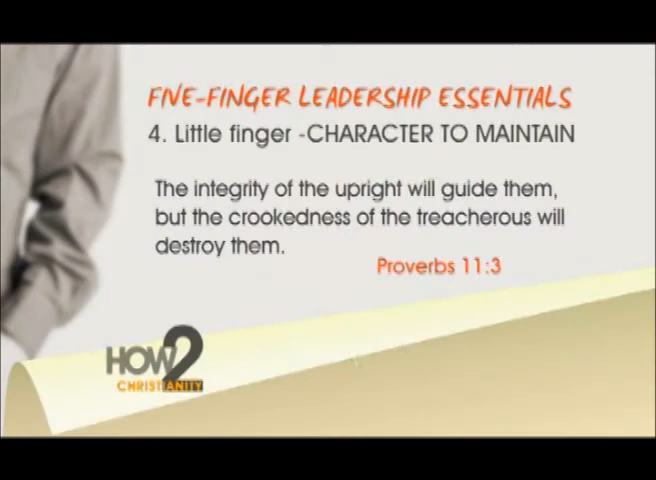 FIVE-FINGER LEADERSHIP ESSENTIALS
4. Little finger -CHARACTER TO MAINTAIN
The integrity of the upright will guide them,
but the crookedness of the treacherous will
destroy them.
Proverbs 11:3
HOW2
CHRISTIANITY